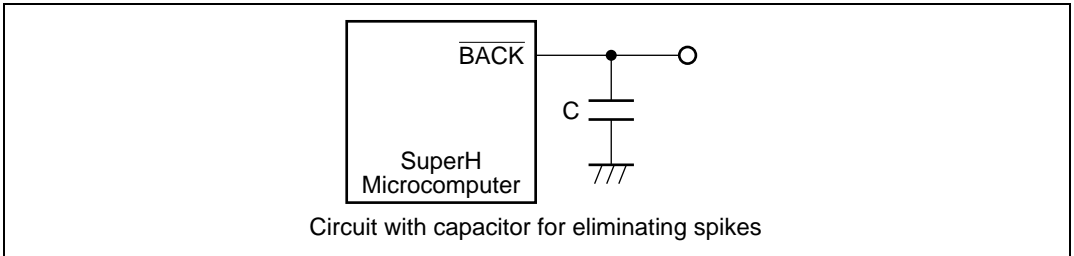 BACK
C
SuperH
Microcomputer
Circuit with capacitor for eliminating spikes